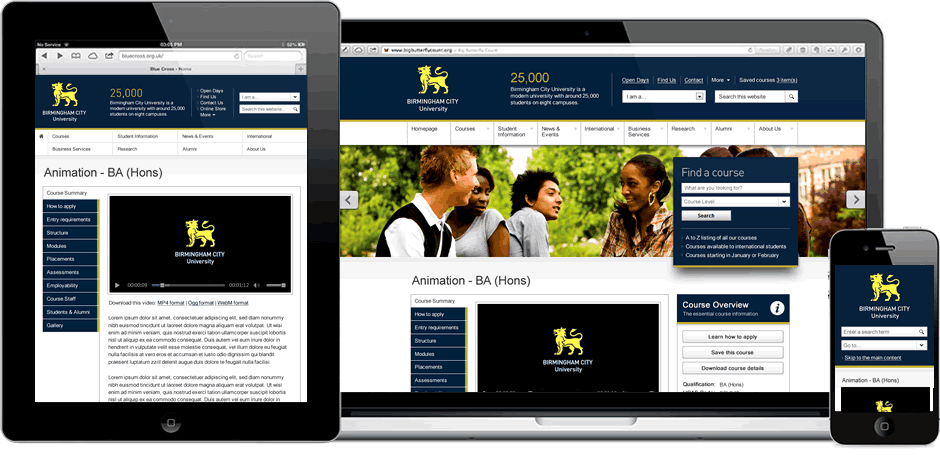 No Service
03:05 PM
52%
bluecross.org.uk/
Search
Blue Cross - Home
BIRMINGHAM CITY
University
25,000
Birmingham City University is a
modern university with around 25,000
students on eight campuses.
Open Days
Find Us
Contact Us
Online Store
More
I am a...
Search this website...
Courses
Student Information
News & Events
International
Business Services
Research
Alumni
About Us
Animation - BA (Hons)
Course Summary
How to apply
Entry requirements
Structure
Modules
Placements
Assessments
Employability
Course Staff
Students & Alumni
Gallery
BIRMINGHAM CITY
University
00:00:09
00:01:12
Download this video: MP4 format | Ogg format | WebM format
Lorem ipsum dolor sit amet, consectetuer adipiscing elit, sed diam nonummy
nibh euismod tincidunt ut laoreet dolore magna aliquam erat volutpat. Ut wisi
enim ad minim veniam, quis nostrud exerci tation ullamcorper suscipit lobortis
nisl ut aliquip ex ea commodo consequat. Duis autem vel eum iriure dolor in
hendrerit in vulputate velit esse molestie consequat, vel illum dolore eu feugiat
nulla facilisis at vero eros et accumsan et iusto odio dignissim qui blandit
praesent luptatum zzril delenit augue duis dolore te feugait nulla facilisi.
Lorem ipsum dolor sit amet, consectetuer adipiscing elit, sed diam nonummy
nibh euismod tincidunt ut laoreet dolore magna aliquam erat volutpat. Ut wisi
enim ad minim veniam, quis nostrud exerci tation ullamcorper suscipit lobortis
nisl ut aliquip ex ea commodo consequat. Duis autem vel eum iriure dolor in
www.bigbutterflycount.org
Big Butterfly Count
BIRMINGHAM CITY
University
25,000
Birmingham City University is a
modern university with around 25,000
students on eight campuses.
Open Days
Find Us
Contact
More
Saved courses 3 item(s)
I am a ...
Search this website
Homepage
Courses
Student
Information
News &
Events
International
Business
Services
Research
Alumni
About Us
Find a course
What are you looking for?
Course Level
Search
A to Z listing of all our courses
Courses available to international students
Courses starting in January or February
Animation - BA (Hons)
Course Summary
How to apply
Entry requirements
Structure
Modules
Placements
Assessments
BIRMINGHAM CITY
University
Course Overview
The essential course information
Learn how to apply
Save this course
Download course details
Qualification: BA (Hons)
BIRMINGHAM CITY
University
Enter a search term
Go to...
Skip to the main content
Animation - BA (Hons)